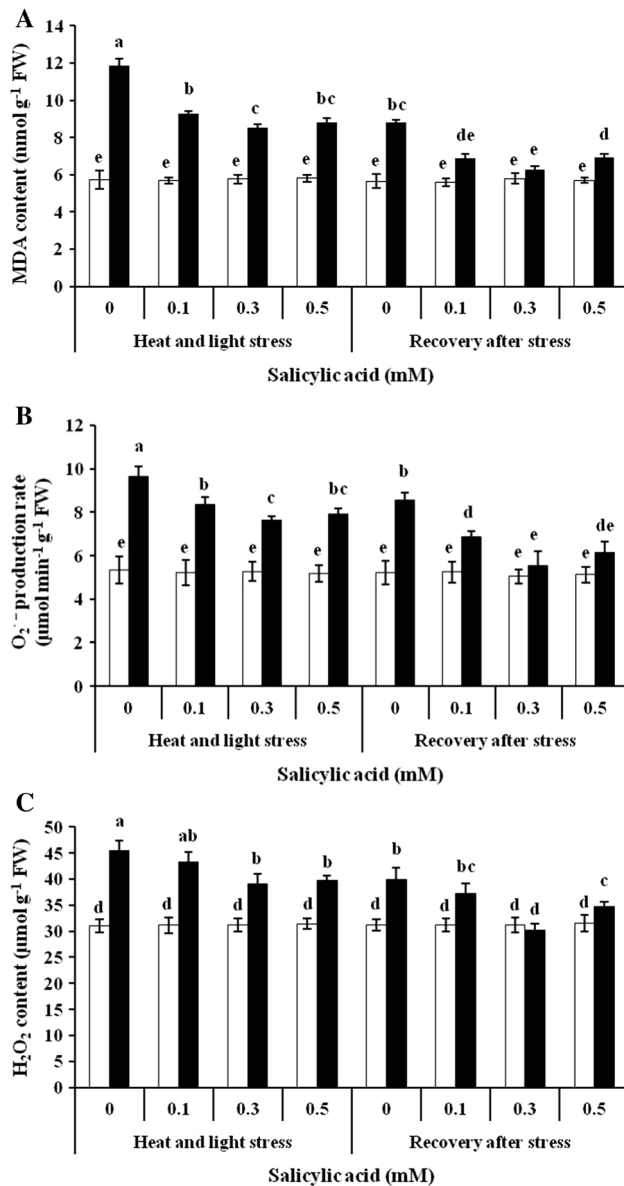 A
MDA content (nmol g⁻¹ FW)
14
12
10
8
6
4
2
0
a
b
c
bc
bc
de
e
d
e
e
e
e
e
e
e
e
0 0.1 0.3 0.5 0 0.1 0.3 0.5
Heat and light stress Recovery after stress
Salicylic acid (mM)
B
O₂·⁻ production rate
(µmol min⁻¹ g⁻¹ FW)
12
10
8
6
4
2
0
a
b
c
bc
b
d
e
de
e
e
e
e
e
e
e
e
0 0.1 0.3 0.5 0 0.1 0.3 0.5
Heat and light stress Recovery after stress
Salicylic acid (mM)
C
H₂O₂ content (µmol g⁻¹ FW)
50
45
40
35
30
25
20
15
10
5
0
a
ab
b
b
b
bc
d
c
d
d
d
d
d
d
d
d
0 0.1 0.3 0.5 0 0.1 0.3 0.5
Heat and light stress Recovery after stress
Salicylic acid (mM)